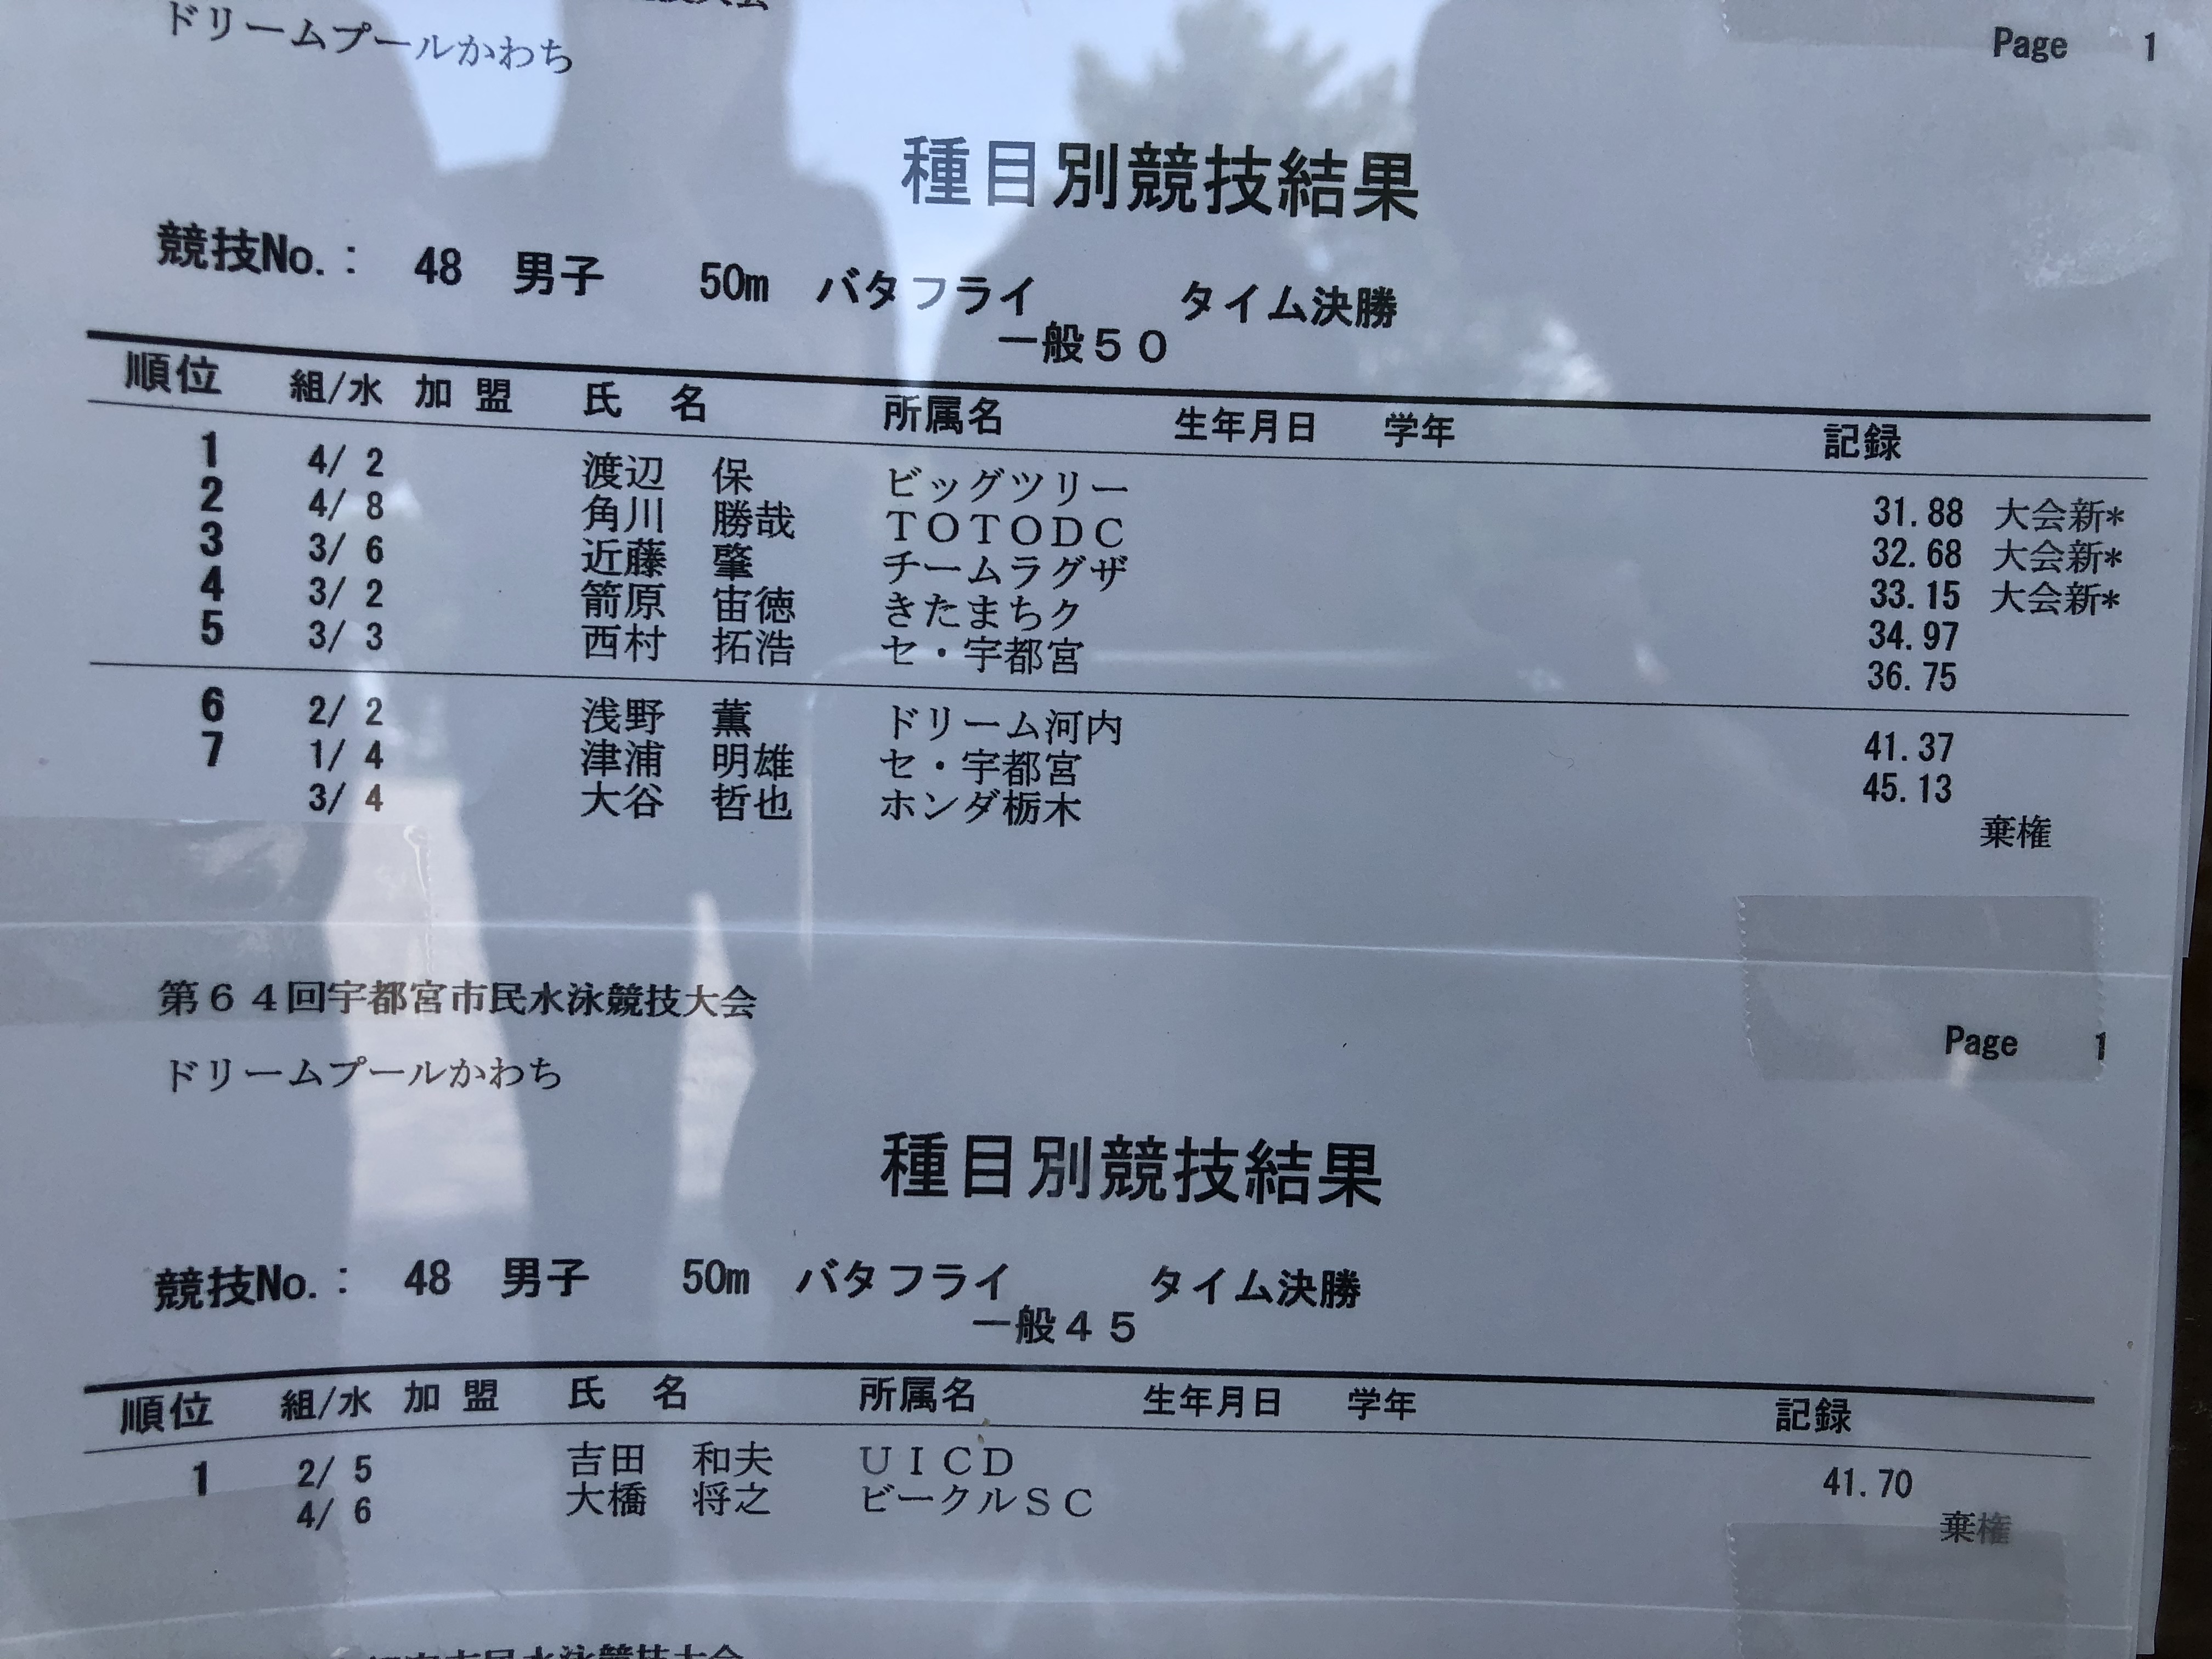 ドリームプールかわち
Page 1
種目別競技結果
競技No.: 48 男子 50m バタフライ タイム決勝
一般５０
順位 組/水 加盟 氏名 所属名 生年月日 学年 記録
1 4/ 2 渡辺 保 ビッグツリー 31.88 大会新*
2 4/ 8 角川 勝哉 ＴＯＴＯＤＣ 32.68 大会新*
3 3/ 6 近藤 肇 チームラグザ 33.15 大会新*
4 3/ 2 箭原 宙徳 きたまちク 34.97
5 3/ 3 西村 拓浩 セ・宇都宮 36.75
6 2/ 2 浅野 薫 ドリーム河内 41.37
7 1/ 4 津浦 明雄 セ・宇都宮 45.13
3/ 4 大谷 哲也 ホンダ栃木 棄権
第６４回宇都宮市民水泳競技大会
ドリームプールかわち
Page 1
種目別競技結果
競技No.: 48 男子 50m バタフライ タイム決勝
一般４５
順位 組/水 加盟 氏名 所属名 生年月日 学年 記録
1 2/ 5 吉田 和夫 ＵＩＣＤ 41.70
4/ 6 大橋 将之 ビークルＳＣ 棄権